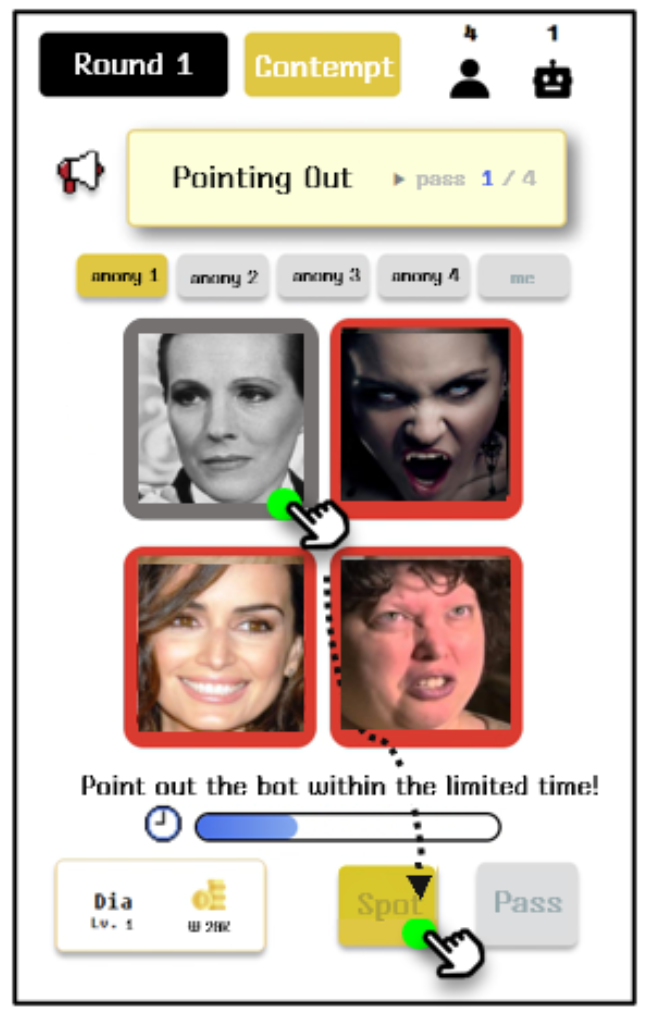 Round 1
Contempt
4
1
Pointing Out
pass 1 / 4
anony 1
anony 2
anony 3
anony 4
me
Point out the bot within the limited time!
Dia
Lv. 1
₩ 28K
Spot
Pass